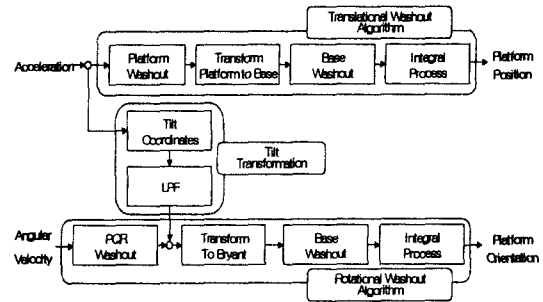 Translational Washout
Algorithm
Acceleration
Platform
Washout
Transform
Platform to Base
Base
Washout
Integral
Process
Platform
Position
Tilt
Coordinates
Tilt
Transformation
LPF
Angular
Velocity
PQR
Washout
Transform
To Bryant
Base
Washout
Integral
Process
Platform
Orientation
Rotational Washout
Algorithm